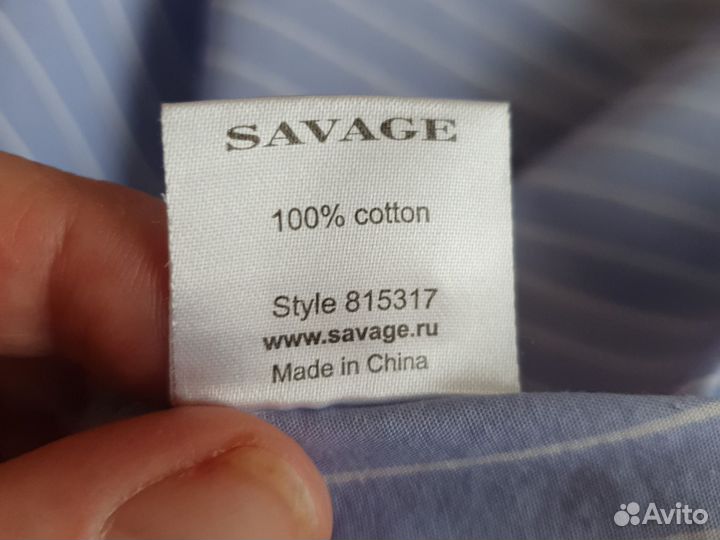 SAVAGE
100% cotton
Style 815317
www.savage.ru
Made in China
Avito